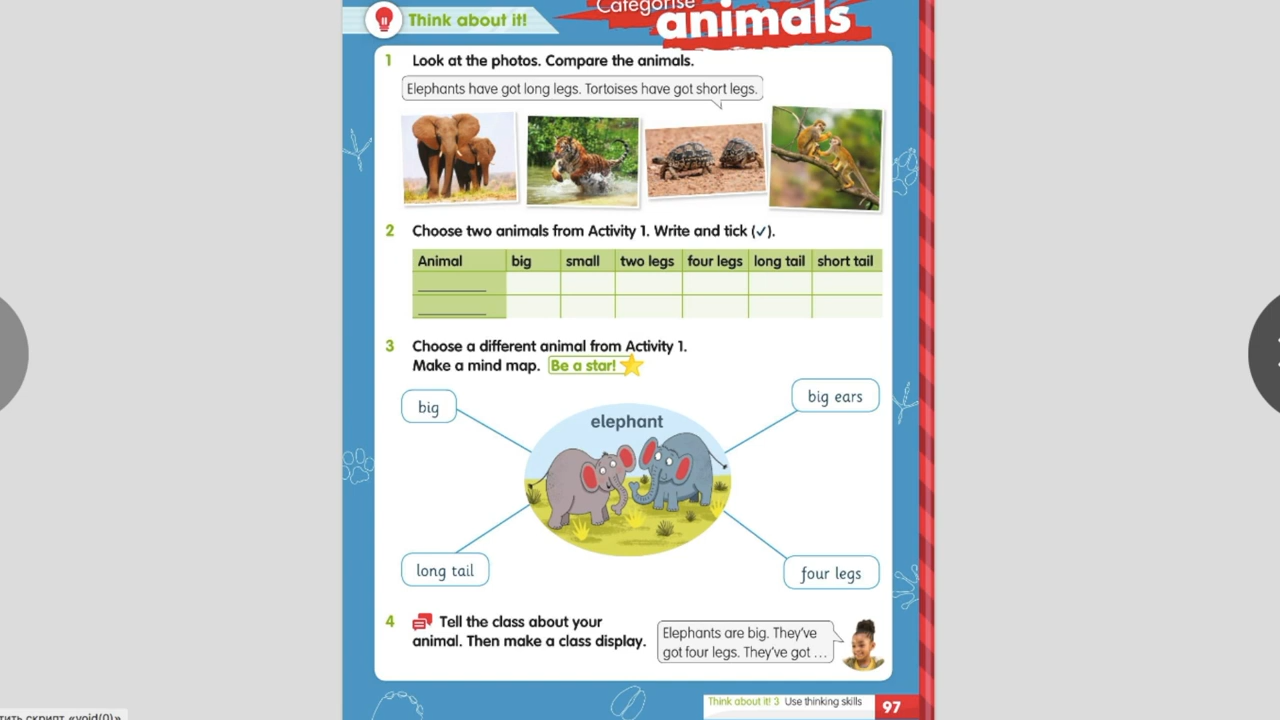 Think about it!
Categorise
animals
1 Look at the photos. Compare the animals.
Elephants have got long legs. Tortoises have got short legs.
2 Choose two animals from Activity 1. Write and tick (✓).
Animal big small two legs four legs long tail short tail
3 Choose a different animal from Activity 1.
Make a mind map. Be a star!
big
big ears
elephant
long tail
four legs
4 Tell the class about your
animal. Then make a class display.
Elephants are big. They've
got four legs. They've got ...
Think about it! 3 Use thinking skills 97
скрипт «void(0)»